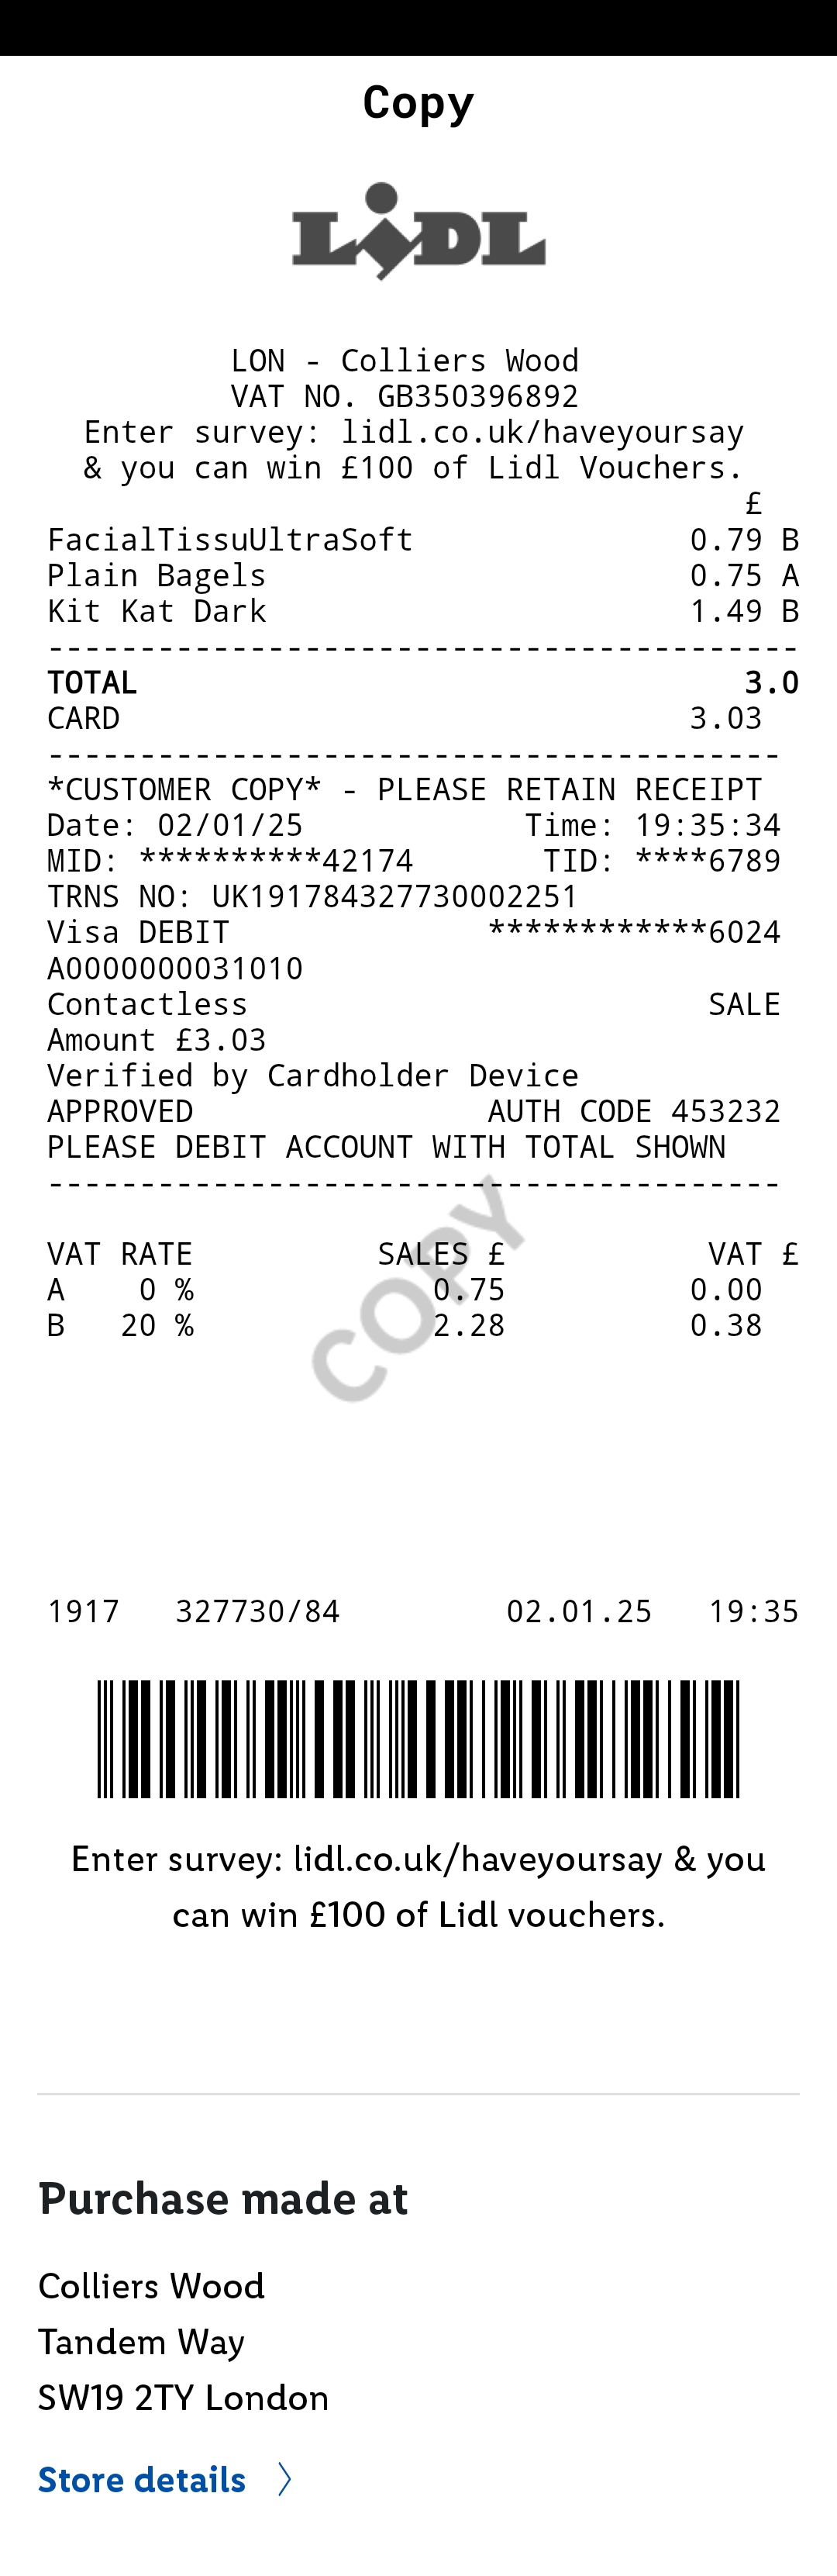 Copy
LiDL
LON - Colliers Wood
VAT NO. GB350396892
Enter survey: lidl.co.uk/haveyoursay
& you can win £100 of Lidl Vouchers.
£
FacialTissuUltraSoft 0.79 B
Plain Bagels 0.75 A
Kit Kat Dark 1.49 B
-----------------------------------------
TOTAL 3.0
CARD 3.03
----------------------------------------
*CUSTOMER COPY* - PLEASE RETAIN RECEIPT
Date: 02/01/25 Time: 19:35:34
MID: **********42174 TID: ****6789
TRNS NO: UK191784327730002251
Visa DEBIT ************6024
A0000000031010
Contactless SALE
Amount £3.03
Verified by Cardholder Device
APPROVED AUTH CODE 453232
PLEASE DEBIT ACCOUNT WITH TOTAL SHOWN
----------------------------------------
COPY
VAT RATE SALES £ VAT £
A 0 % 0.75 0.00
B 20 % 2.28 0.38
1917 327730/84 02.01.25 19:35
Enter survey: lidl.co.uk/haveyoursay & you
can win £100 of Lidl vouchers.
Purchase made at
Colliers Wood
Tandem Way
SW19 2TY London
Store details